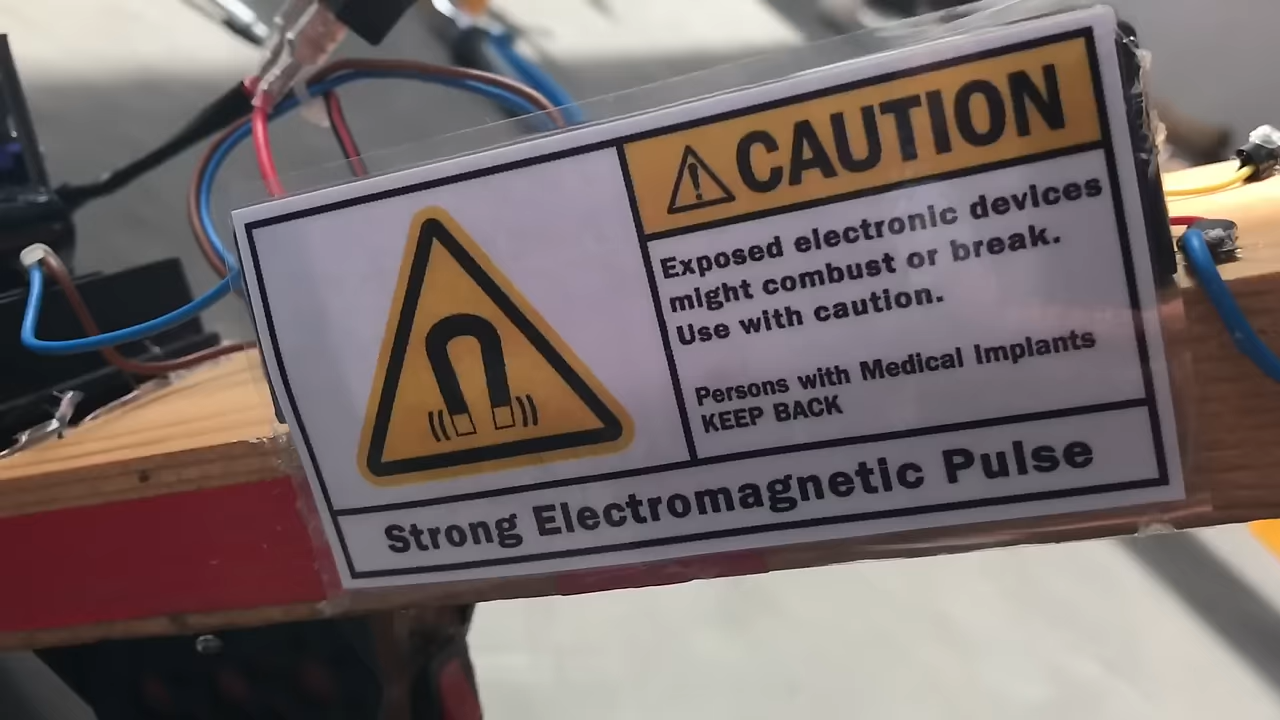 CAUTION
Exposed electronic devices
might combust or break.
Use with caution.
Persons with Medical Implants
KEEP BACK
Strong Electromagnetic Pulse